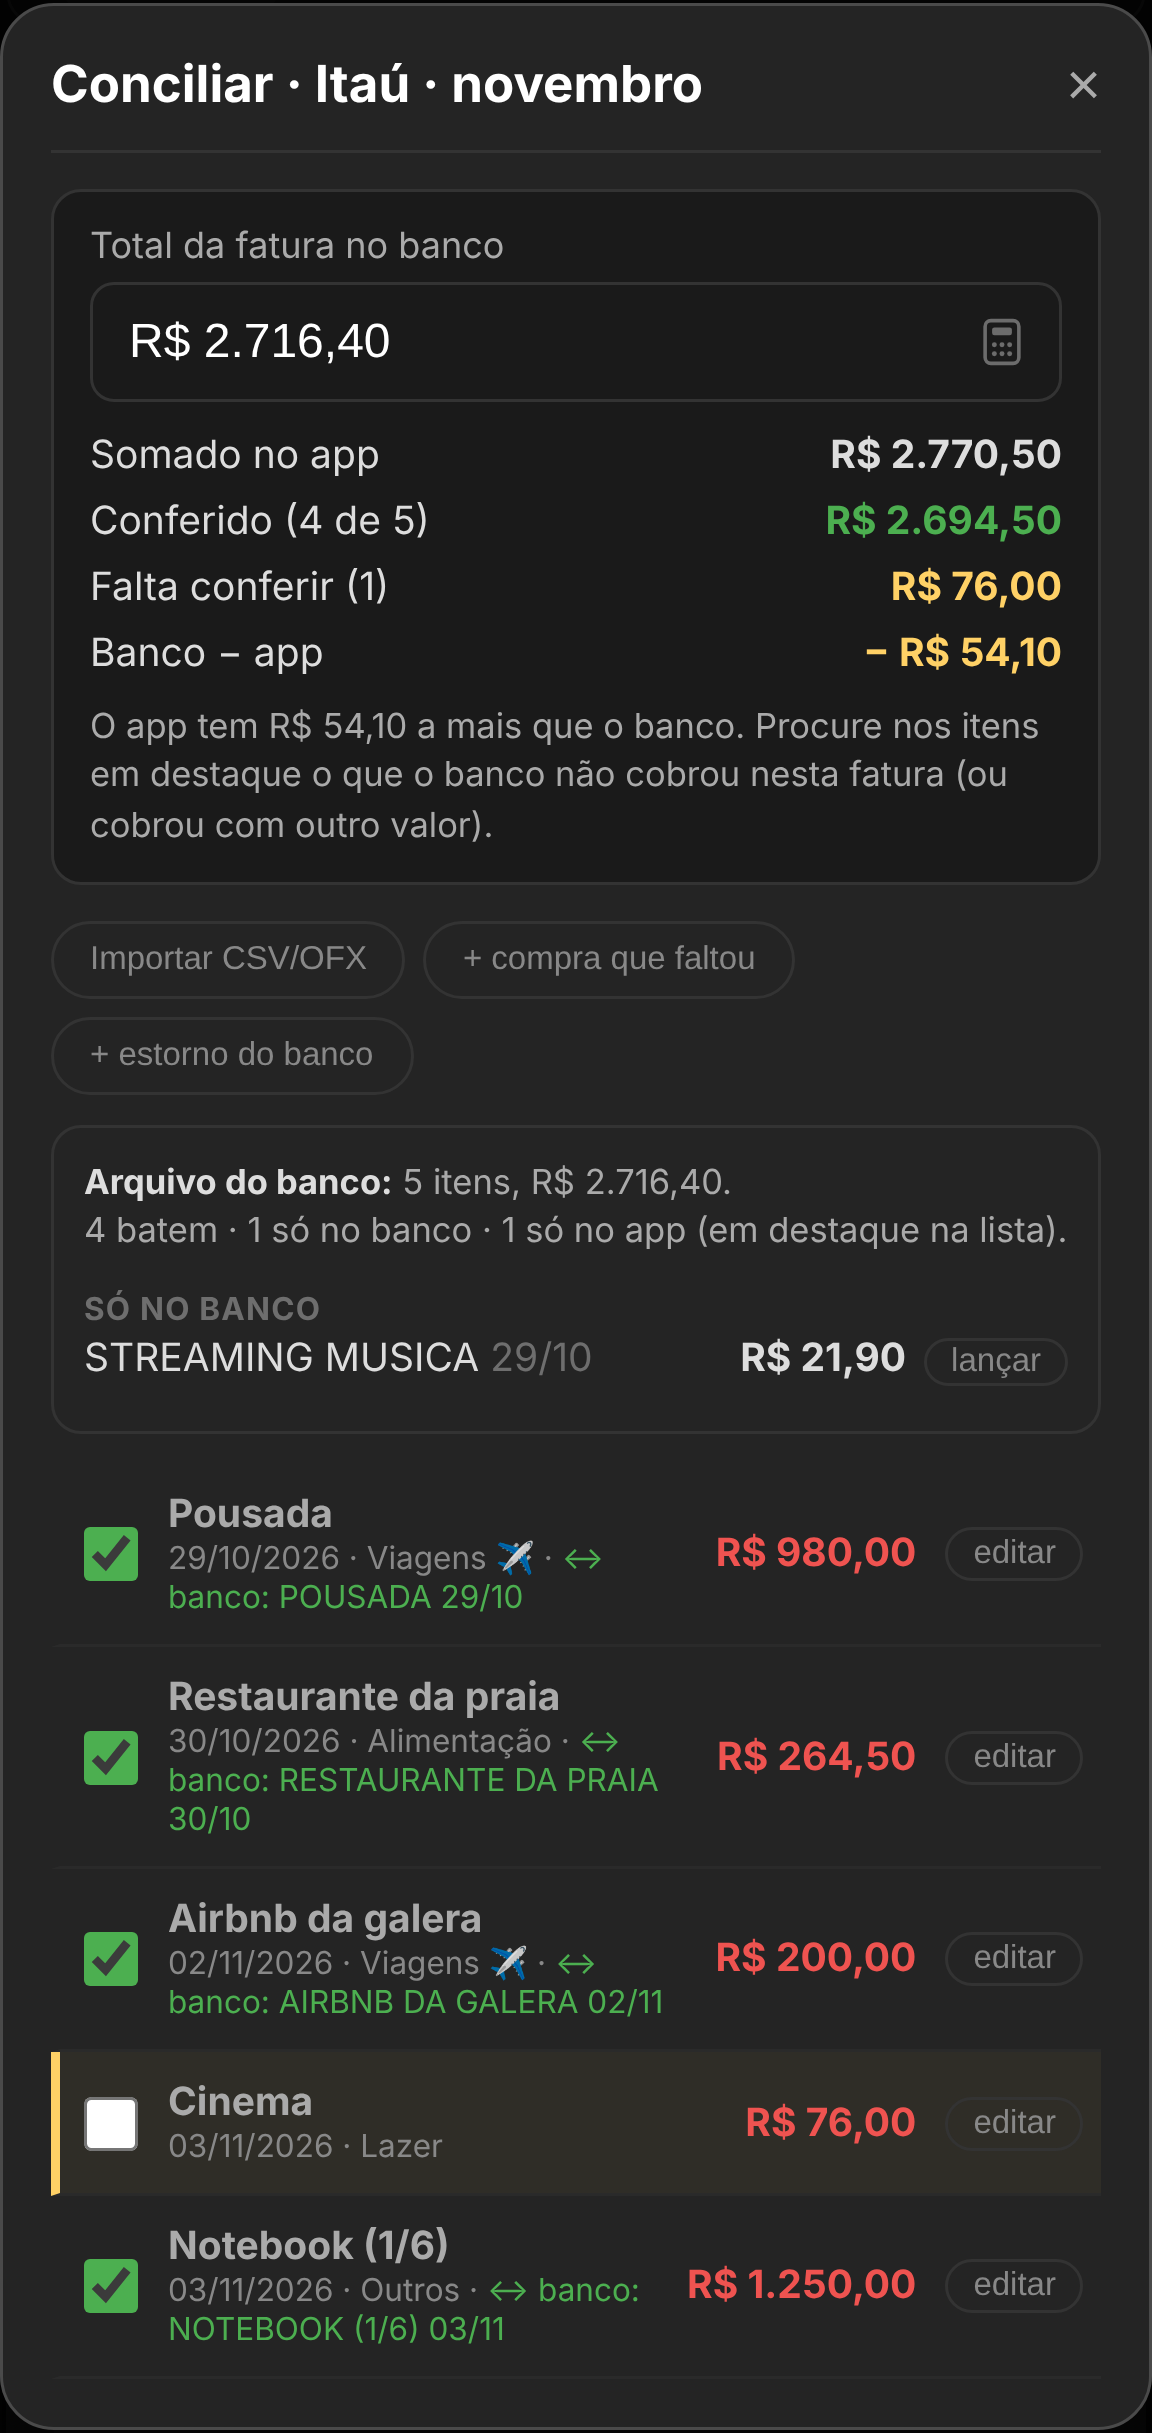 Conciliar · Itaú · novembro ×
Total da fatura no banco
R$ 2.716,40
Somado no app R$ 2.770,50
Conferido (4 de 5) R$ 2.694,50
Falta conferir (1) R$ 76,00
Banco – app – R$ 54,10
O app tem R$ 54,10 a mais que o banco. Procure nos itens
em destaque o que o banco não cobrou nesta fatura (ou
cobrou com outro valor).
Importar CSV/OFX + compra que faltou
+ estorno do banco
Arquivo do banco: 5 itens, R$ 2.716,40.
4 batem · 1 só no banco · 1 só no app (em destaque na lista).
SÓ NO BANCO
STREAMING MUSICA 29/10 R$ 21,90 lançar
Pousada
29/10/2026 · Viagens ✈️ · ↔
banco: POUSADA 29/10
R$ 980,00 editar
Restaurante da praia
30/10/2026 · Alimentação · ↔
banco: RESTAURANTE DA PRAIA
30/10
R$ 264,50 editar
Airbnb da galera
02/11/2026 · Viagens ✈️ · ↔
banco: AIRBNB DA GALERA 02/11
R$ 200,00 editar
Cinema
03/11/2026 · Lazer
R$ 76,00 editar
Notebook (1/6)
03/11/2026 · Outros · ↔ banco:
NOTEBOOK (1/6) 03/11
R$ 1.250,00 editar